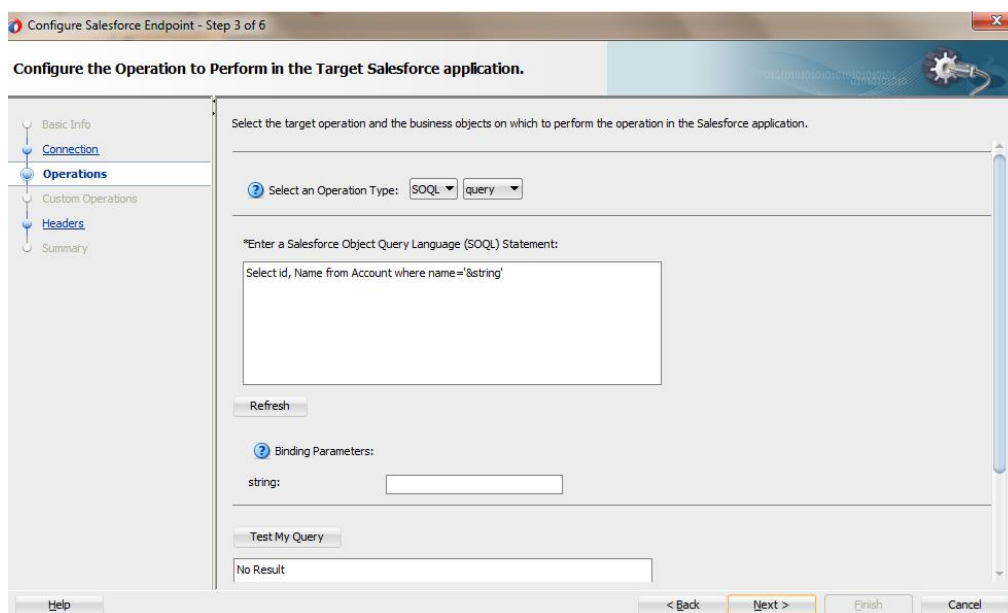 Configure Salesforce Endpoint - Step 3 of 6
x
Configure the Operation to Perform in the Target Salesforce application.
Basic Info
Connection
Operations
Custom Operations
Headers
Summary
Select the target operation and the business objects on which to perform the operation in the Salesforce application.
? Select an Operation Type: SOQL query
*Enter a Salesforce Object Query Language (SOQL) Statement:
Select id, Name from Account where name='&string'
Refresh
? Binding Parameters:
string:
Test My Query
No Result
Help < Back Next > Finish Cancel